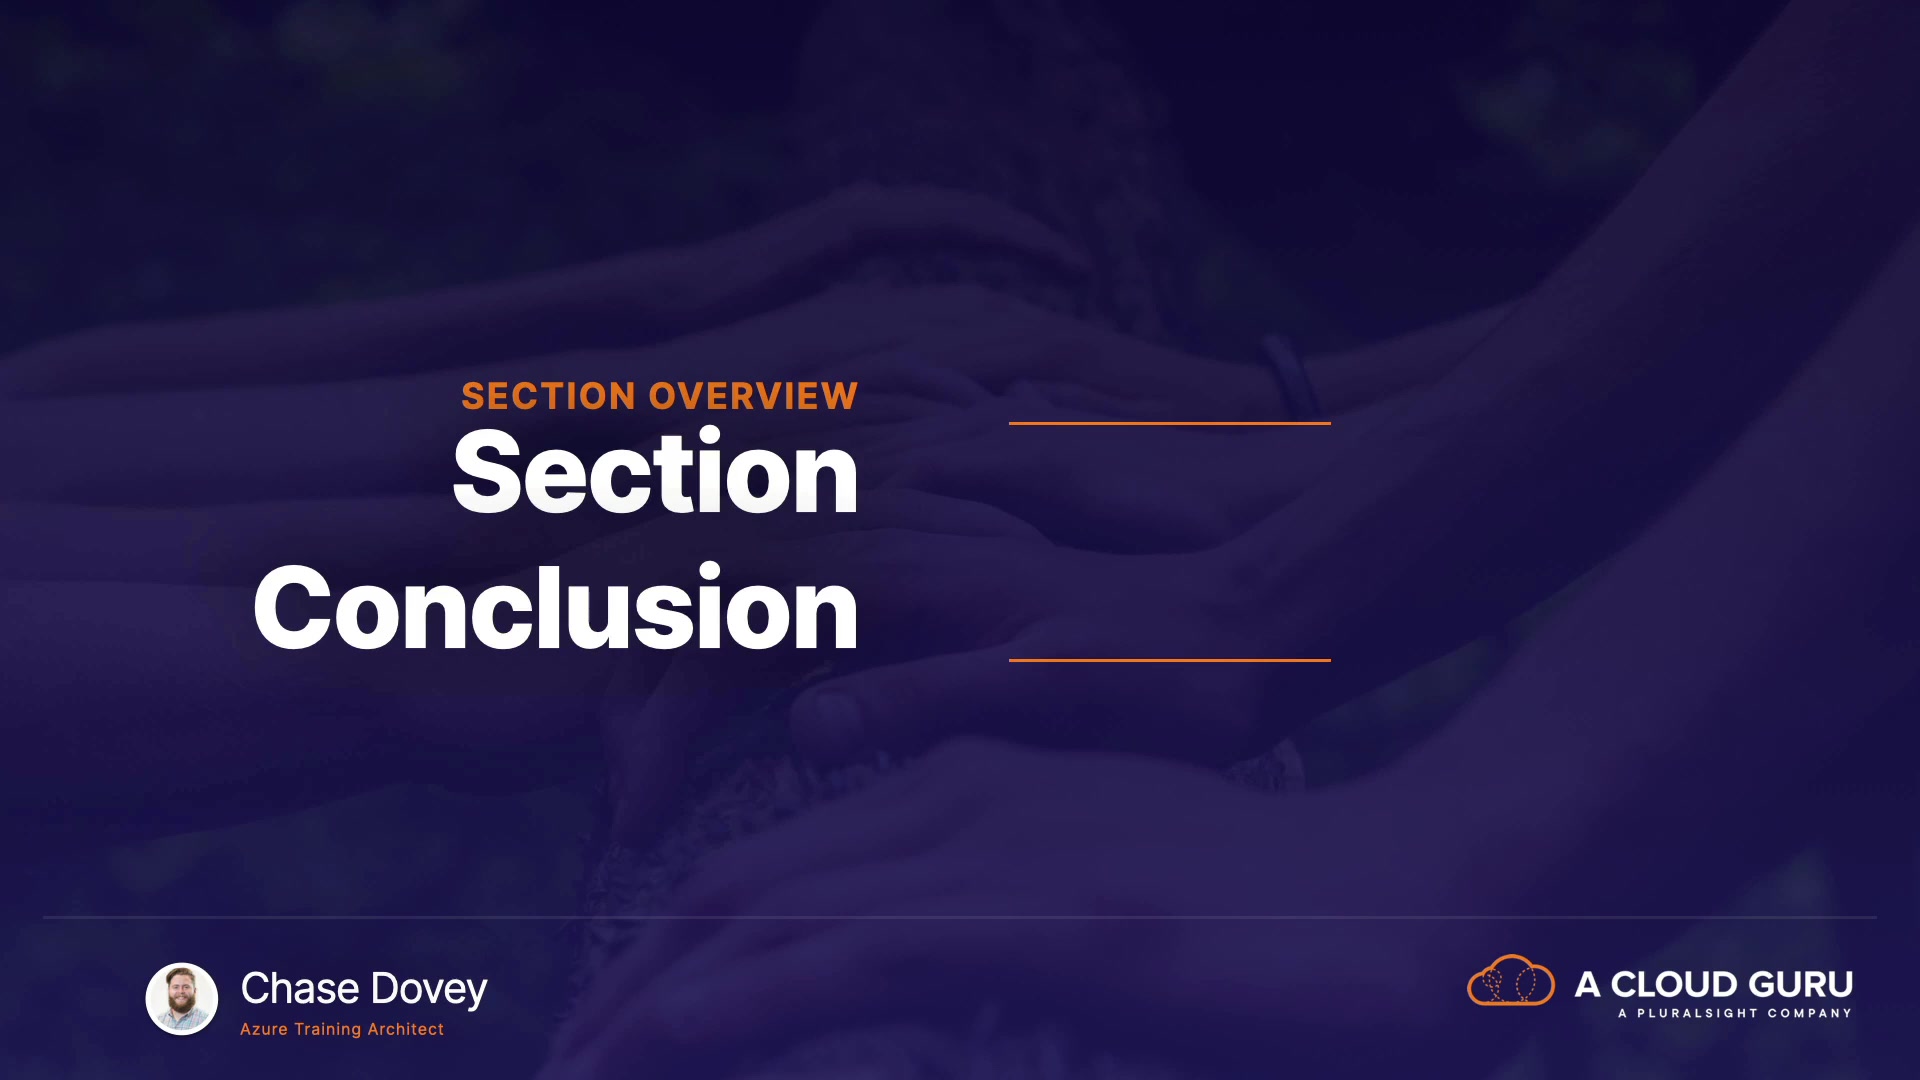 SECTION OVERVIEW
Section
Conclusion
Chase Dovey
Azure Training Architect
A CLOUD GURU
A PLURALSIGHT COMPANY